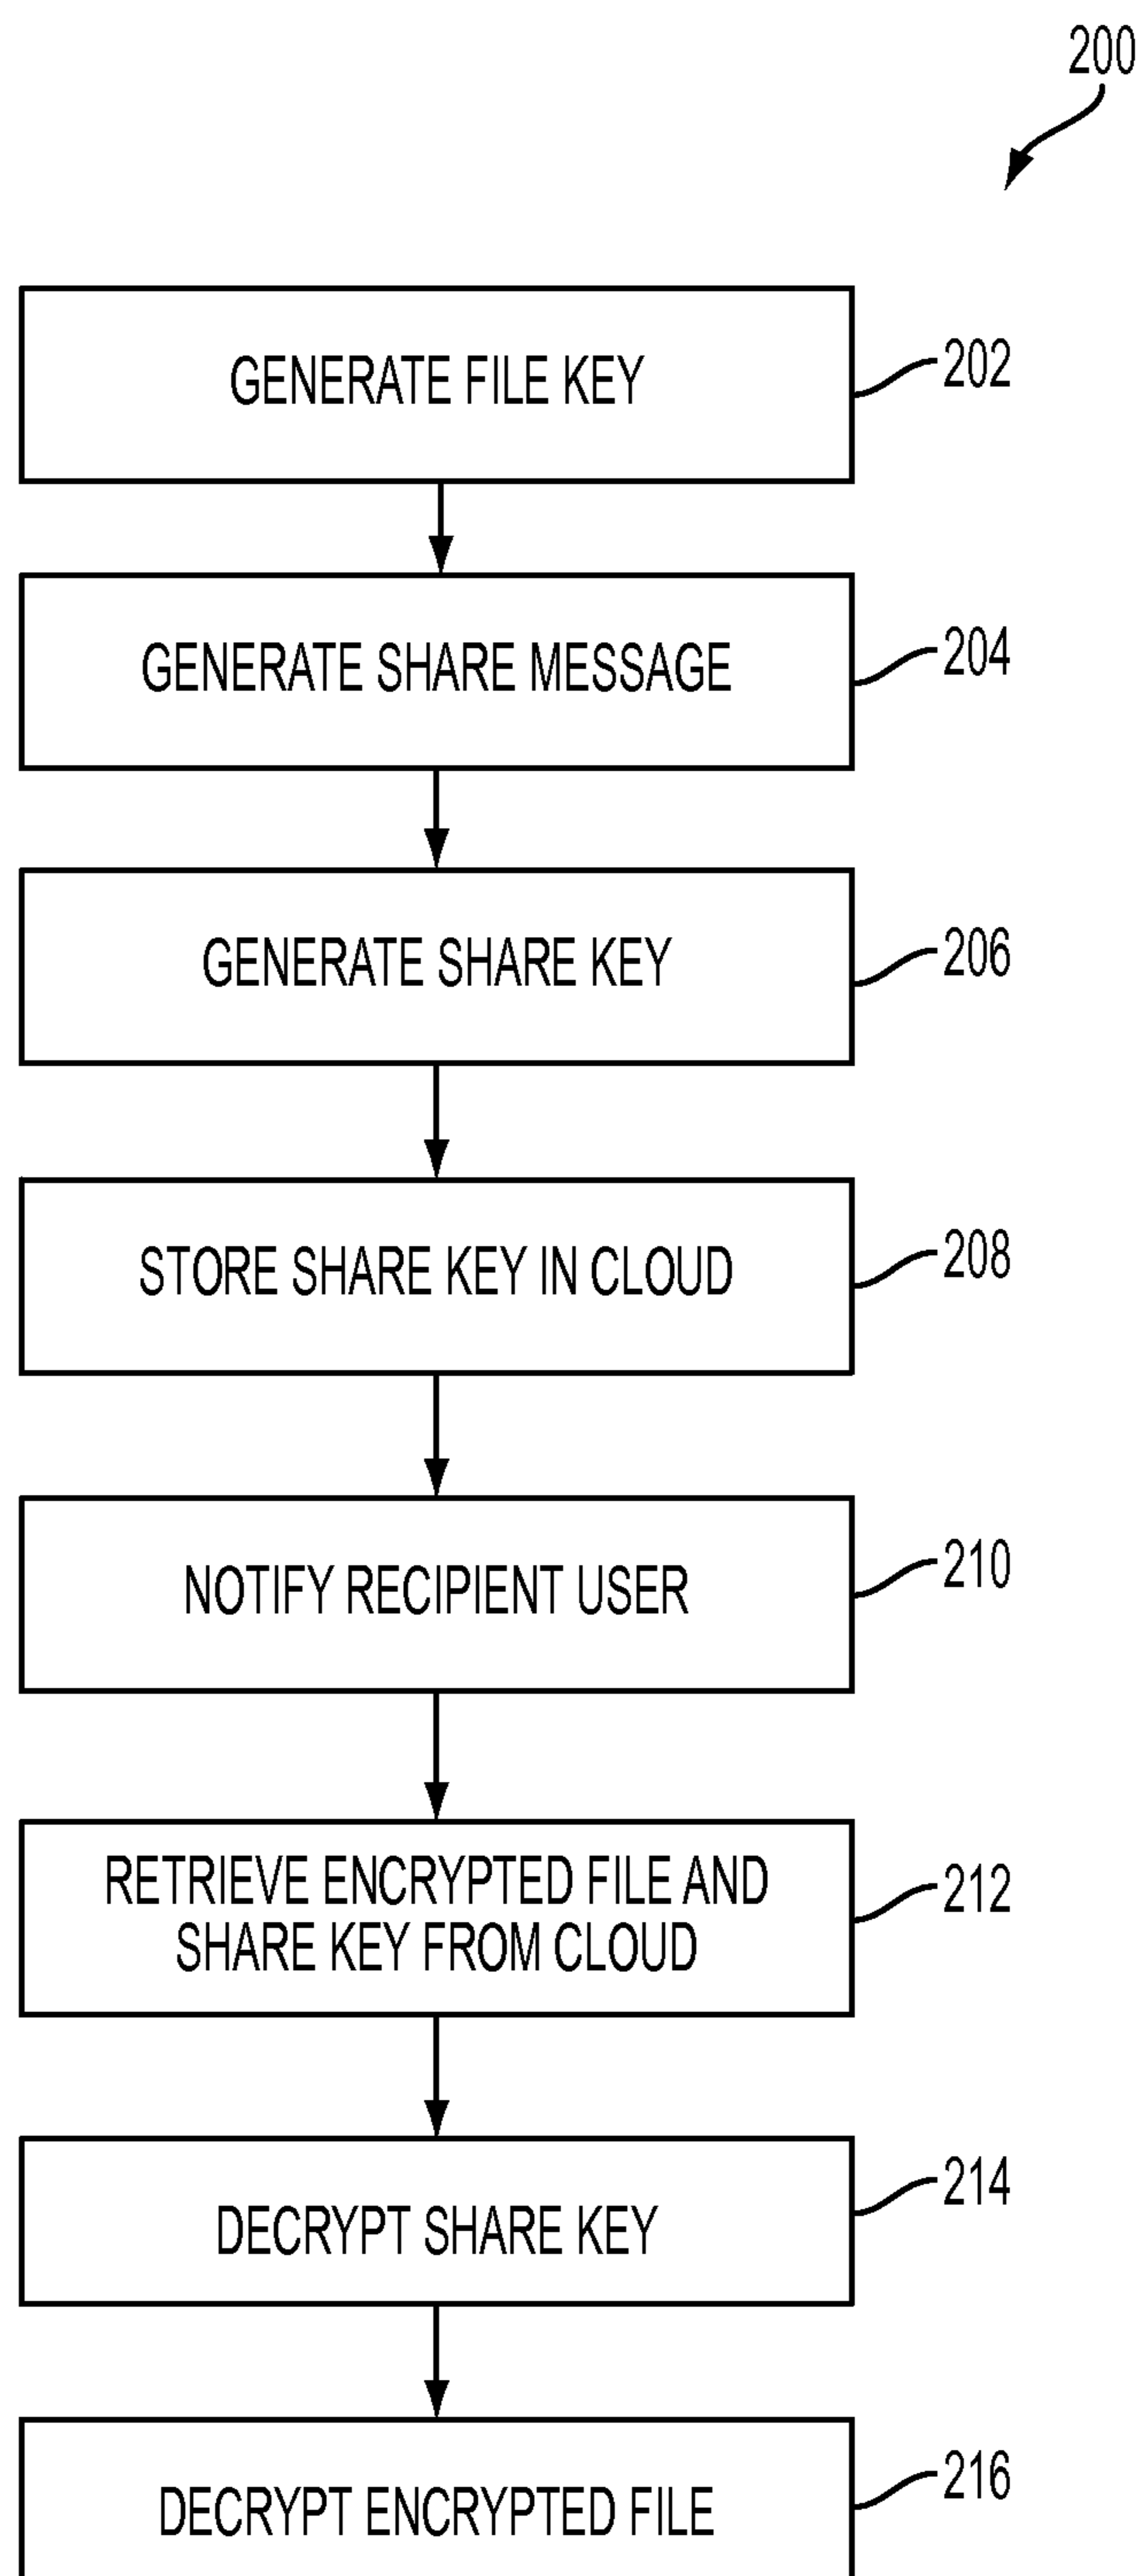 200
GENERATE FILE KEY
202
GENERATE SHARE MESSAGE
204
GENERATE SHARE KEY
206
STORE SHARE KEY IN CLOUD
208
NOTIFY RECIPIENT USER
210
RETRIEVE ENCRYPTED FILE AND
SHARE KEY FROM CLOUD
212
DECRYPT SHARE KEY
214
DECRYPT ENCRYPTED FILE
216